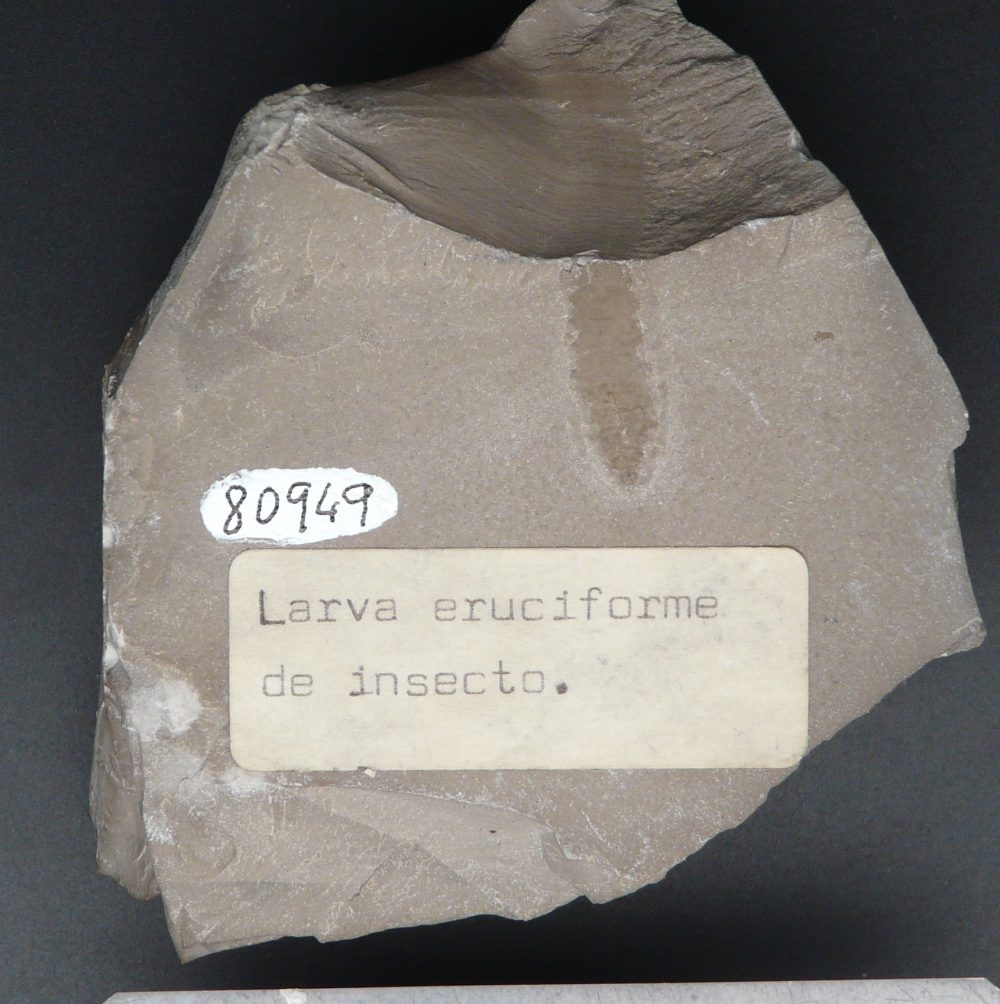 80949
Larva eruciforme
de insecto.